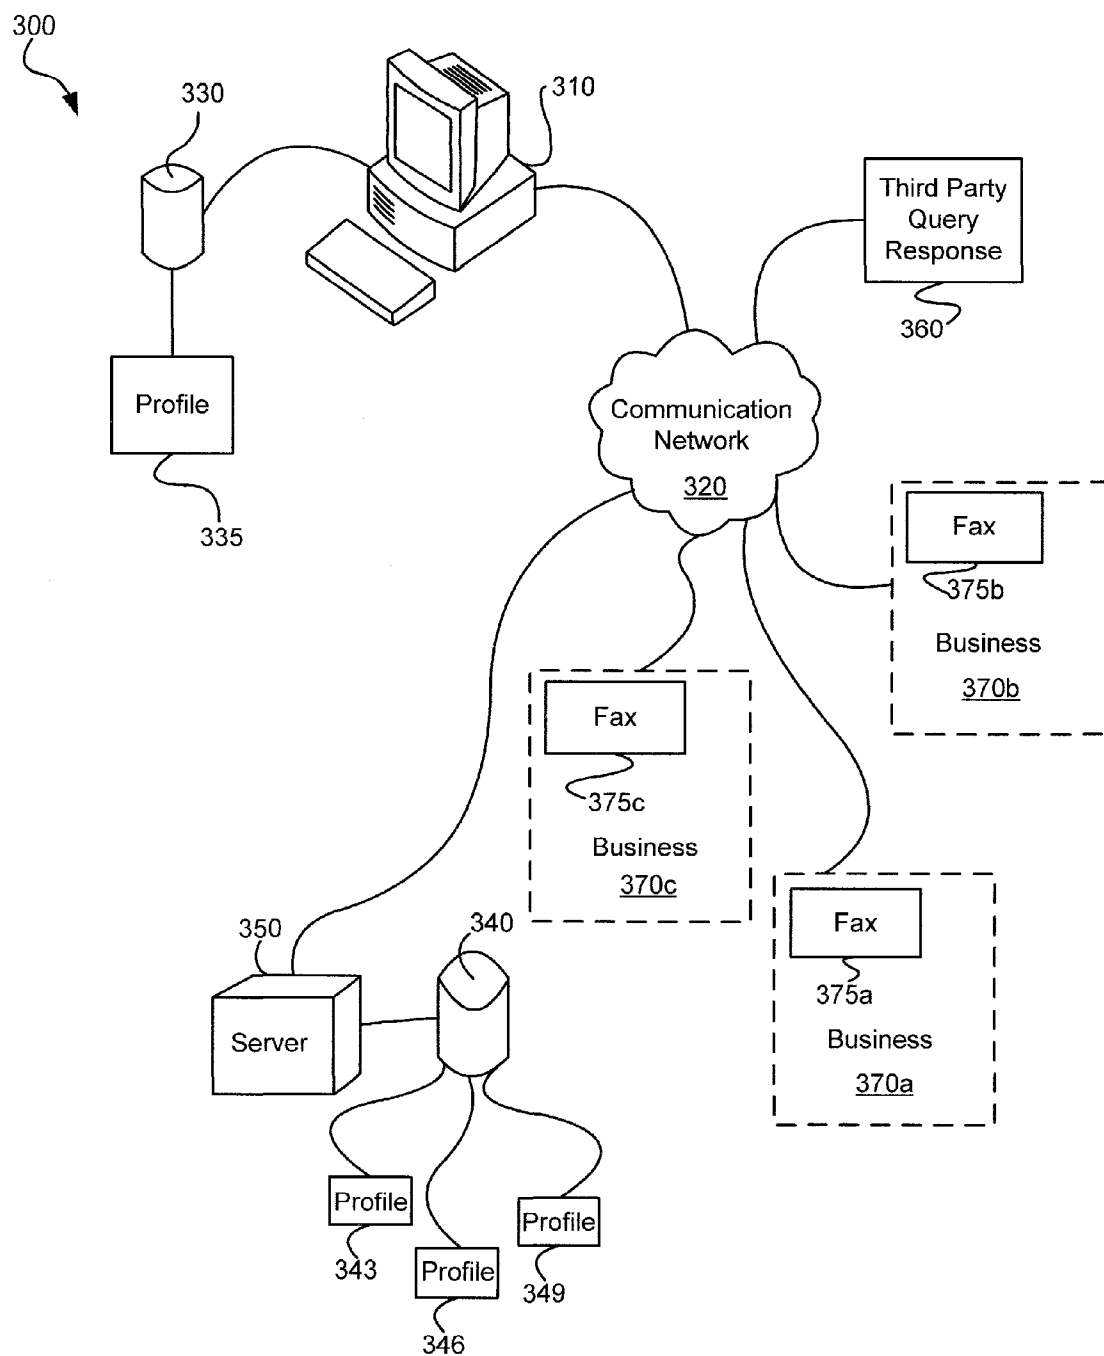 300
330
310
Third Party
Query
Response
360
Profile
335
Communication
Network
320
Fax
375b
Business
370b
Fax
375c
Business
370c
Fax
375a
Business
370a
350
340
Server
Profile
343
Profile
346
Profile
349